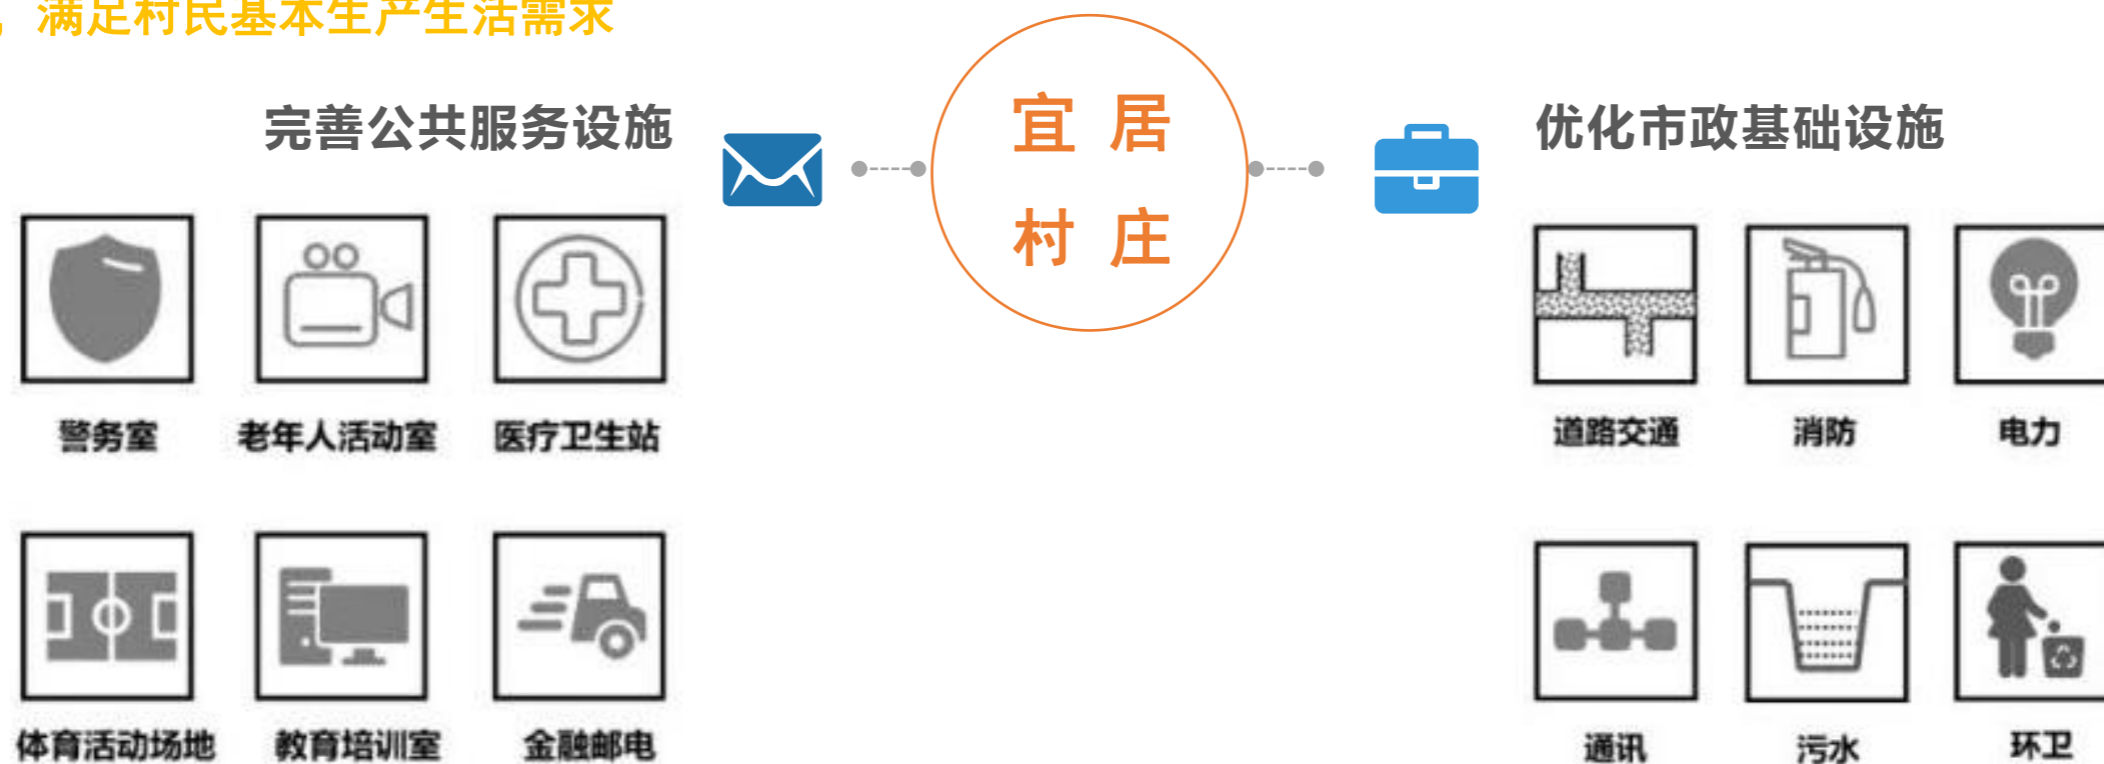 ，满足村民基本生产生活需求
完善公共服务设施
宜居
村庄
优化市政基础设施
警务室
老年人活动室
医疗卫生站
道路交通
消防
电力
体育活动场地
教育培训室
金融邮电
通讯
污水
环卫